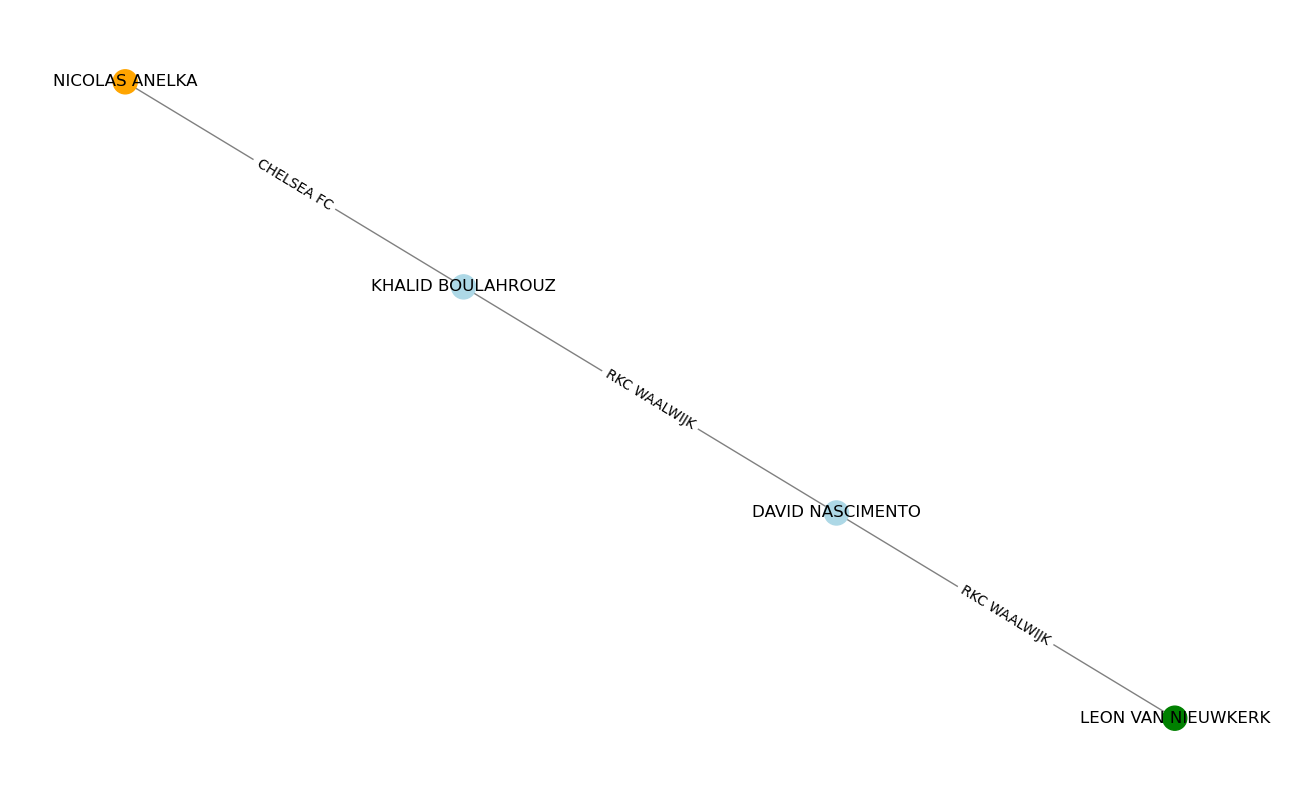 NICOLAS ANELKA
CHELSEA FC
KHALID BOULAHROUZ
RKC WAALWIJK
DAVID NASCIMENTO
RKC WAALWIJK
LEON VAN NIEUWKERK